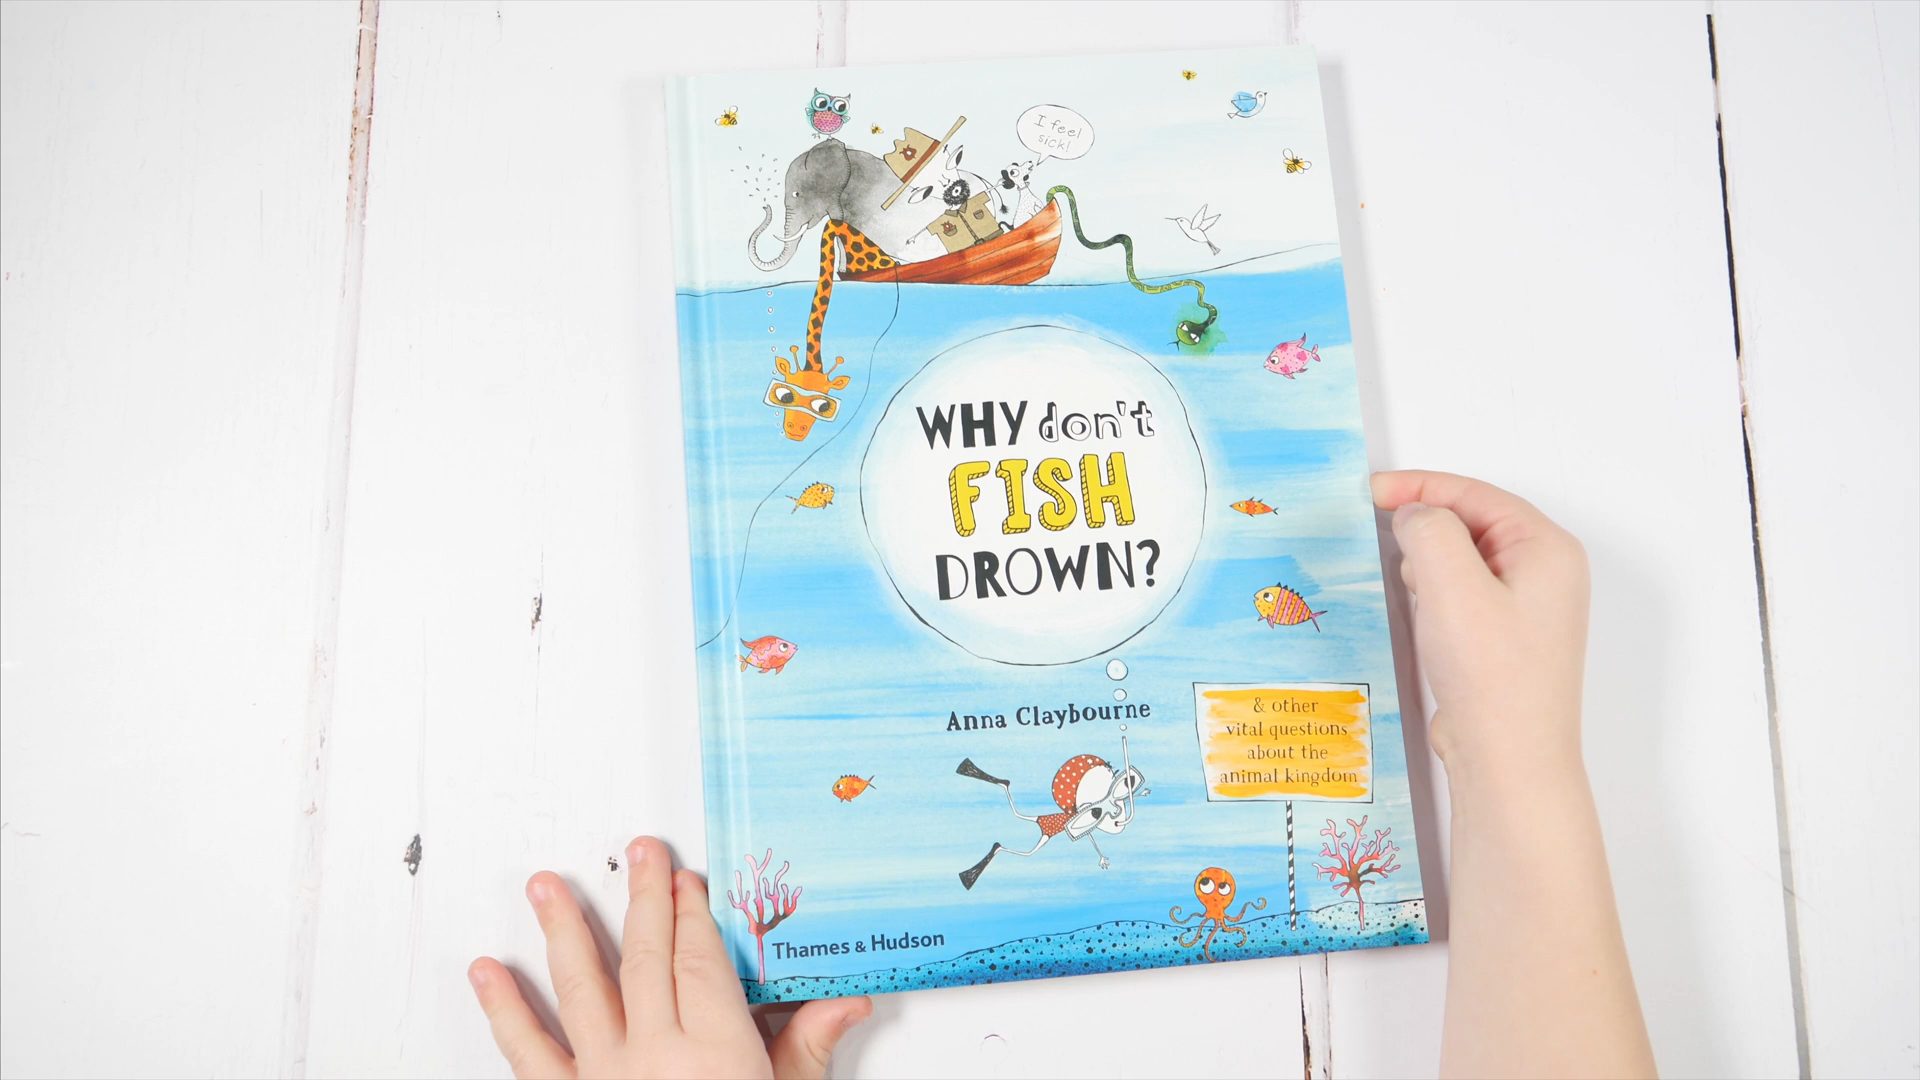 I feel
sick!
WHY don't
FISH
DROWN?
Anna Claybourne
& other
vital questions
about the
animal kingdom
Thames & Hudson